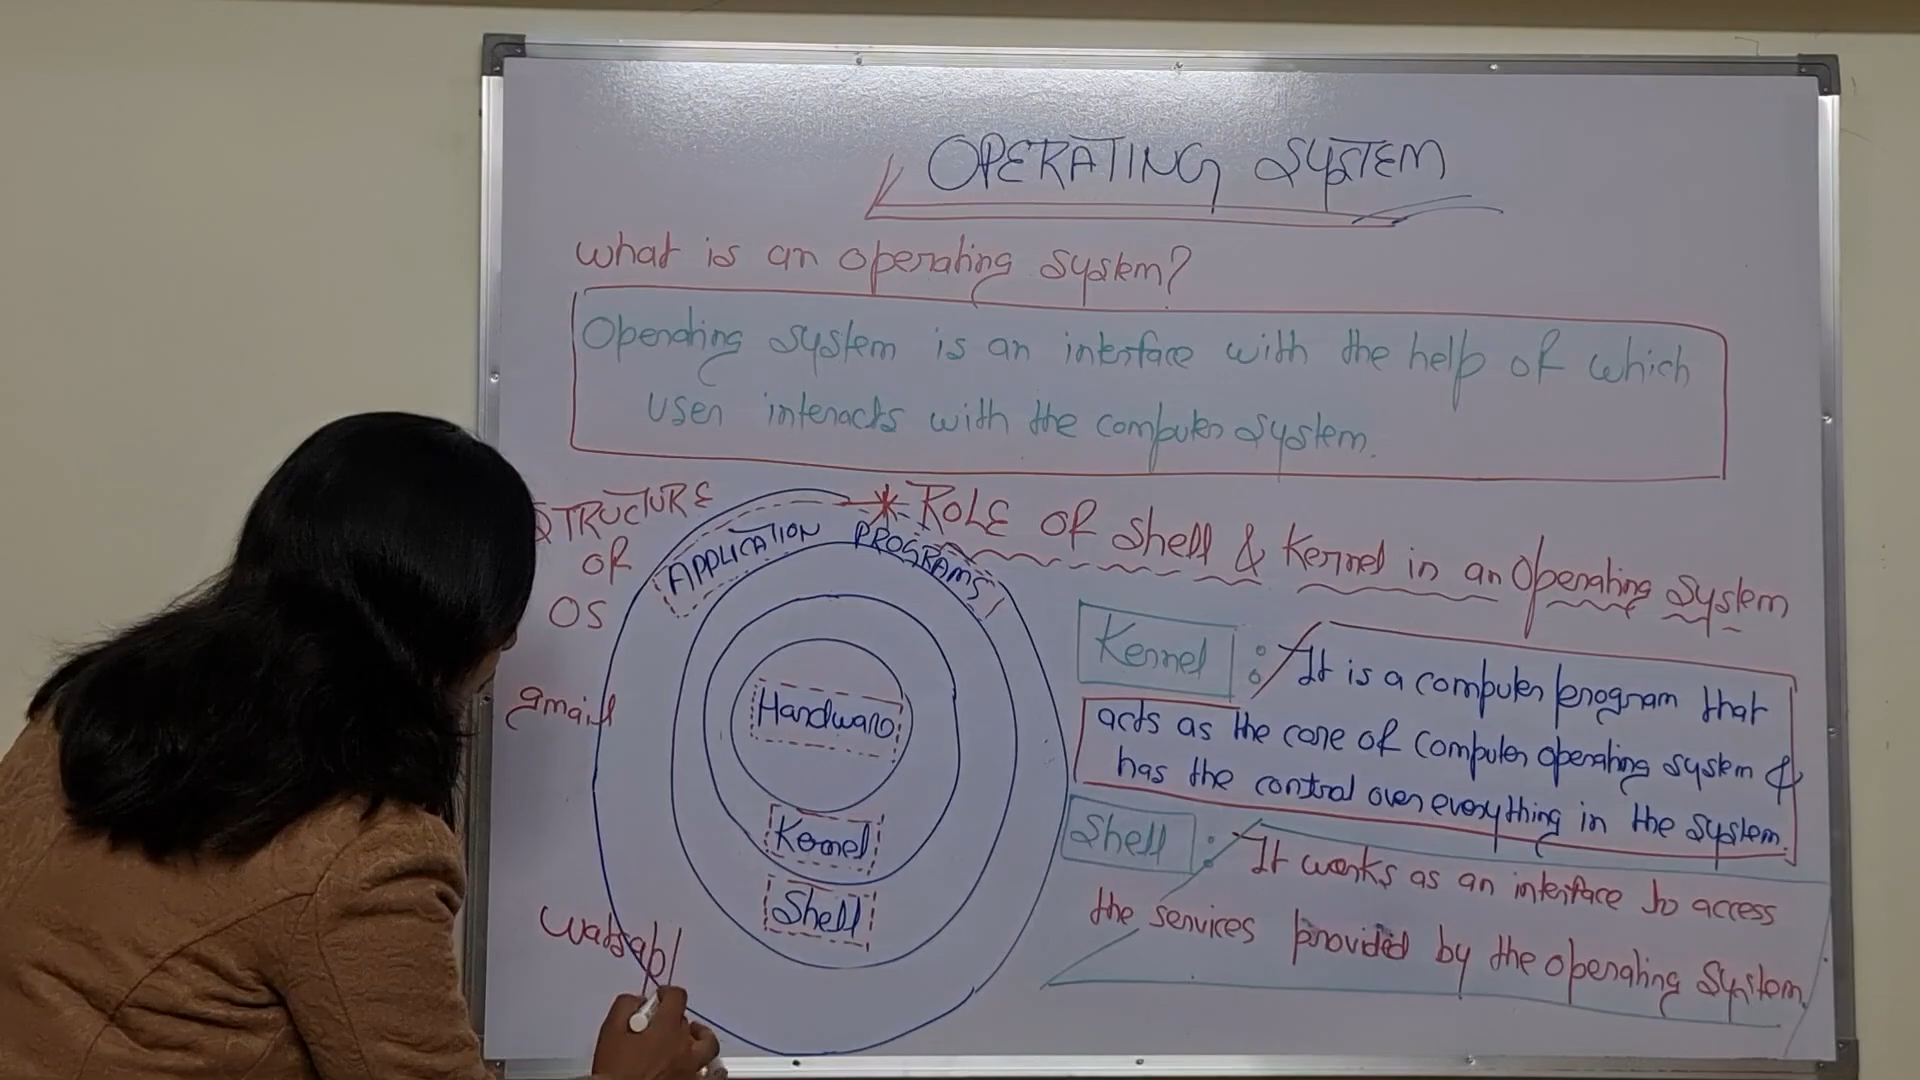 OPERATING SYSTEM
What is an operating system?
Operating system is an interface with the help of which
user interacts with the computer system.
STRUCTURE
OF
OS
APPLICATION PROGRAMS
Hardware
Kernel
Shell
gmail
watsap
* ROLE OF Shell & Kernel in an Operating System
Kernel : It is a computer program that
acts as the core of computer operating system &
has the control over everything in the system.
Shell : It works as an interface to access
the services provided by the operating System.